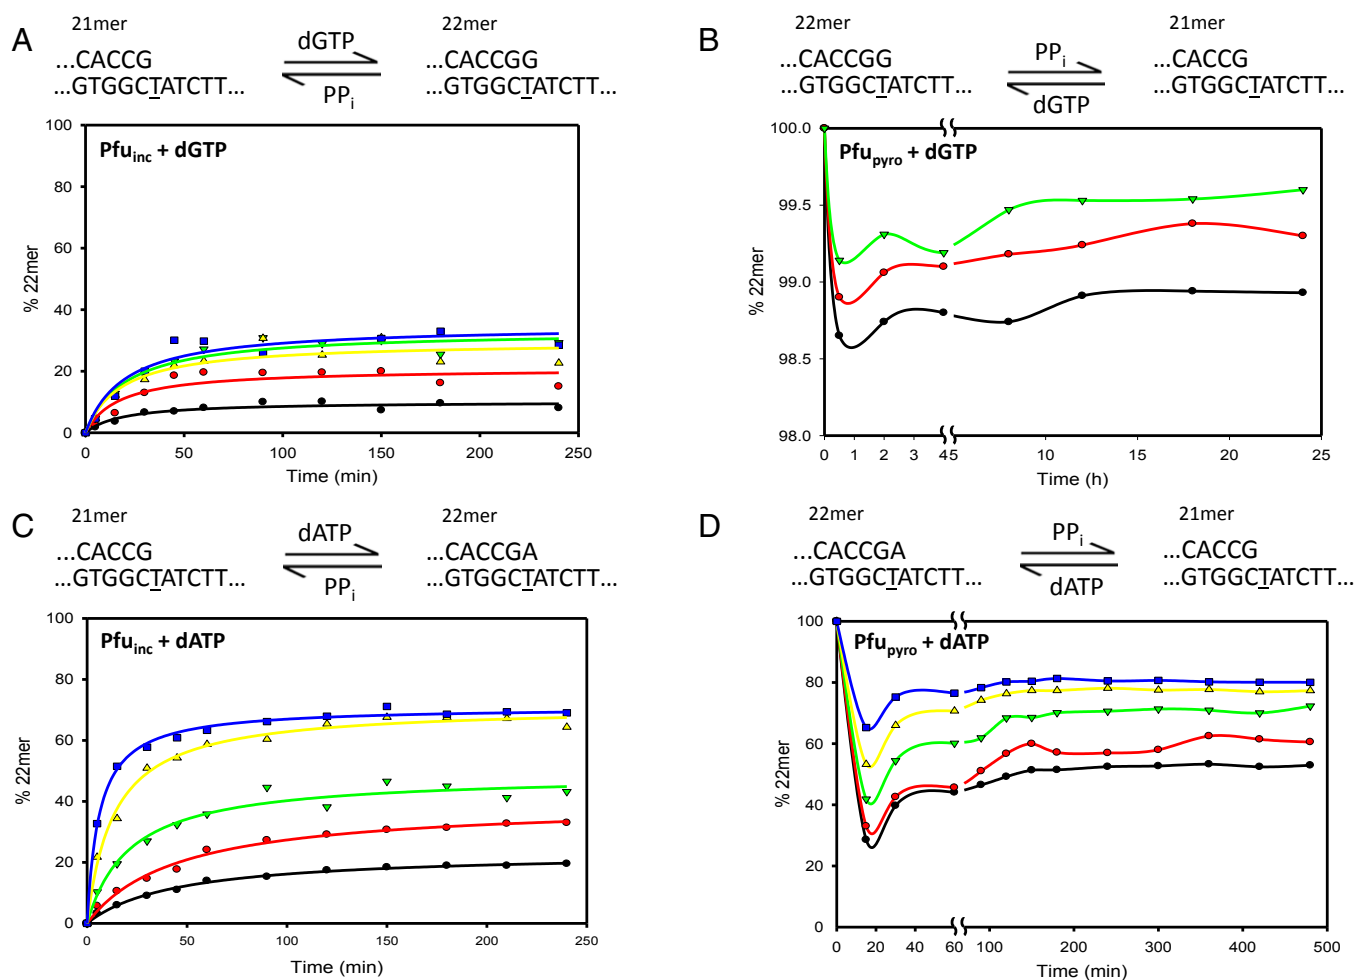 A
21mer
22mer
dGTP
...CACCG
...CACCGG
...GTGGCTATCTT...
...GTGGCTATCTT...
PPi
100
80
60
40
20
0
% 22mer
Pfuinc + dGTP
0
50
100
150
200
250
Time (min)
B
22mer
21mer
PPi
...CACCGG
...CACCG
...GTGGCTATCTT...
...GTGGCTATCTT...
dGTP
100.0
99.5
99.0
98.5
98.0
% 22mer
Pfupyro + dGTP
0
1
2
3
4
5
10
15
20
25
Time (h)
C
21mer
22mer
dATP
...CACCG
...CACCGA
...GTGGCTATCTT...
...GTGGCTATCTT...
PPi
100
80
60
40
20
0
% 22mer
Pfuinc + dATP
0
50
100
150
200
250
Time (min)
D
22mer
21mer
PPi
...CACCGA
...CACCG
...GTGGCTATCTT...
...GTGGCTATCTT...
dATP
100
80
60
40
20
0
% 22mer
Pfupyro + dATP
0
20
40
60
100
200
300
400
500
Time (min)